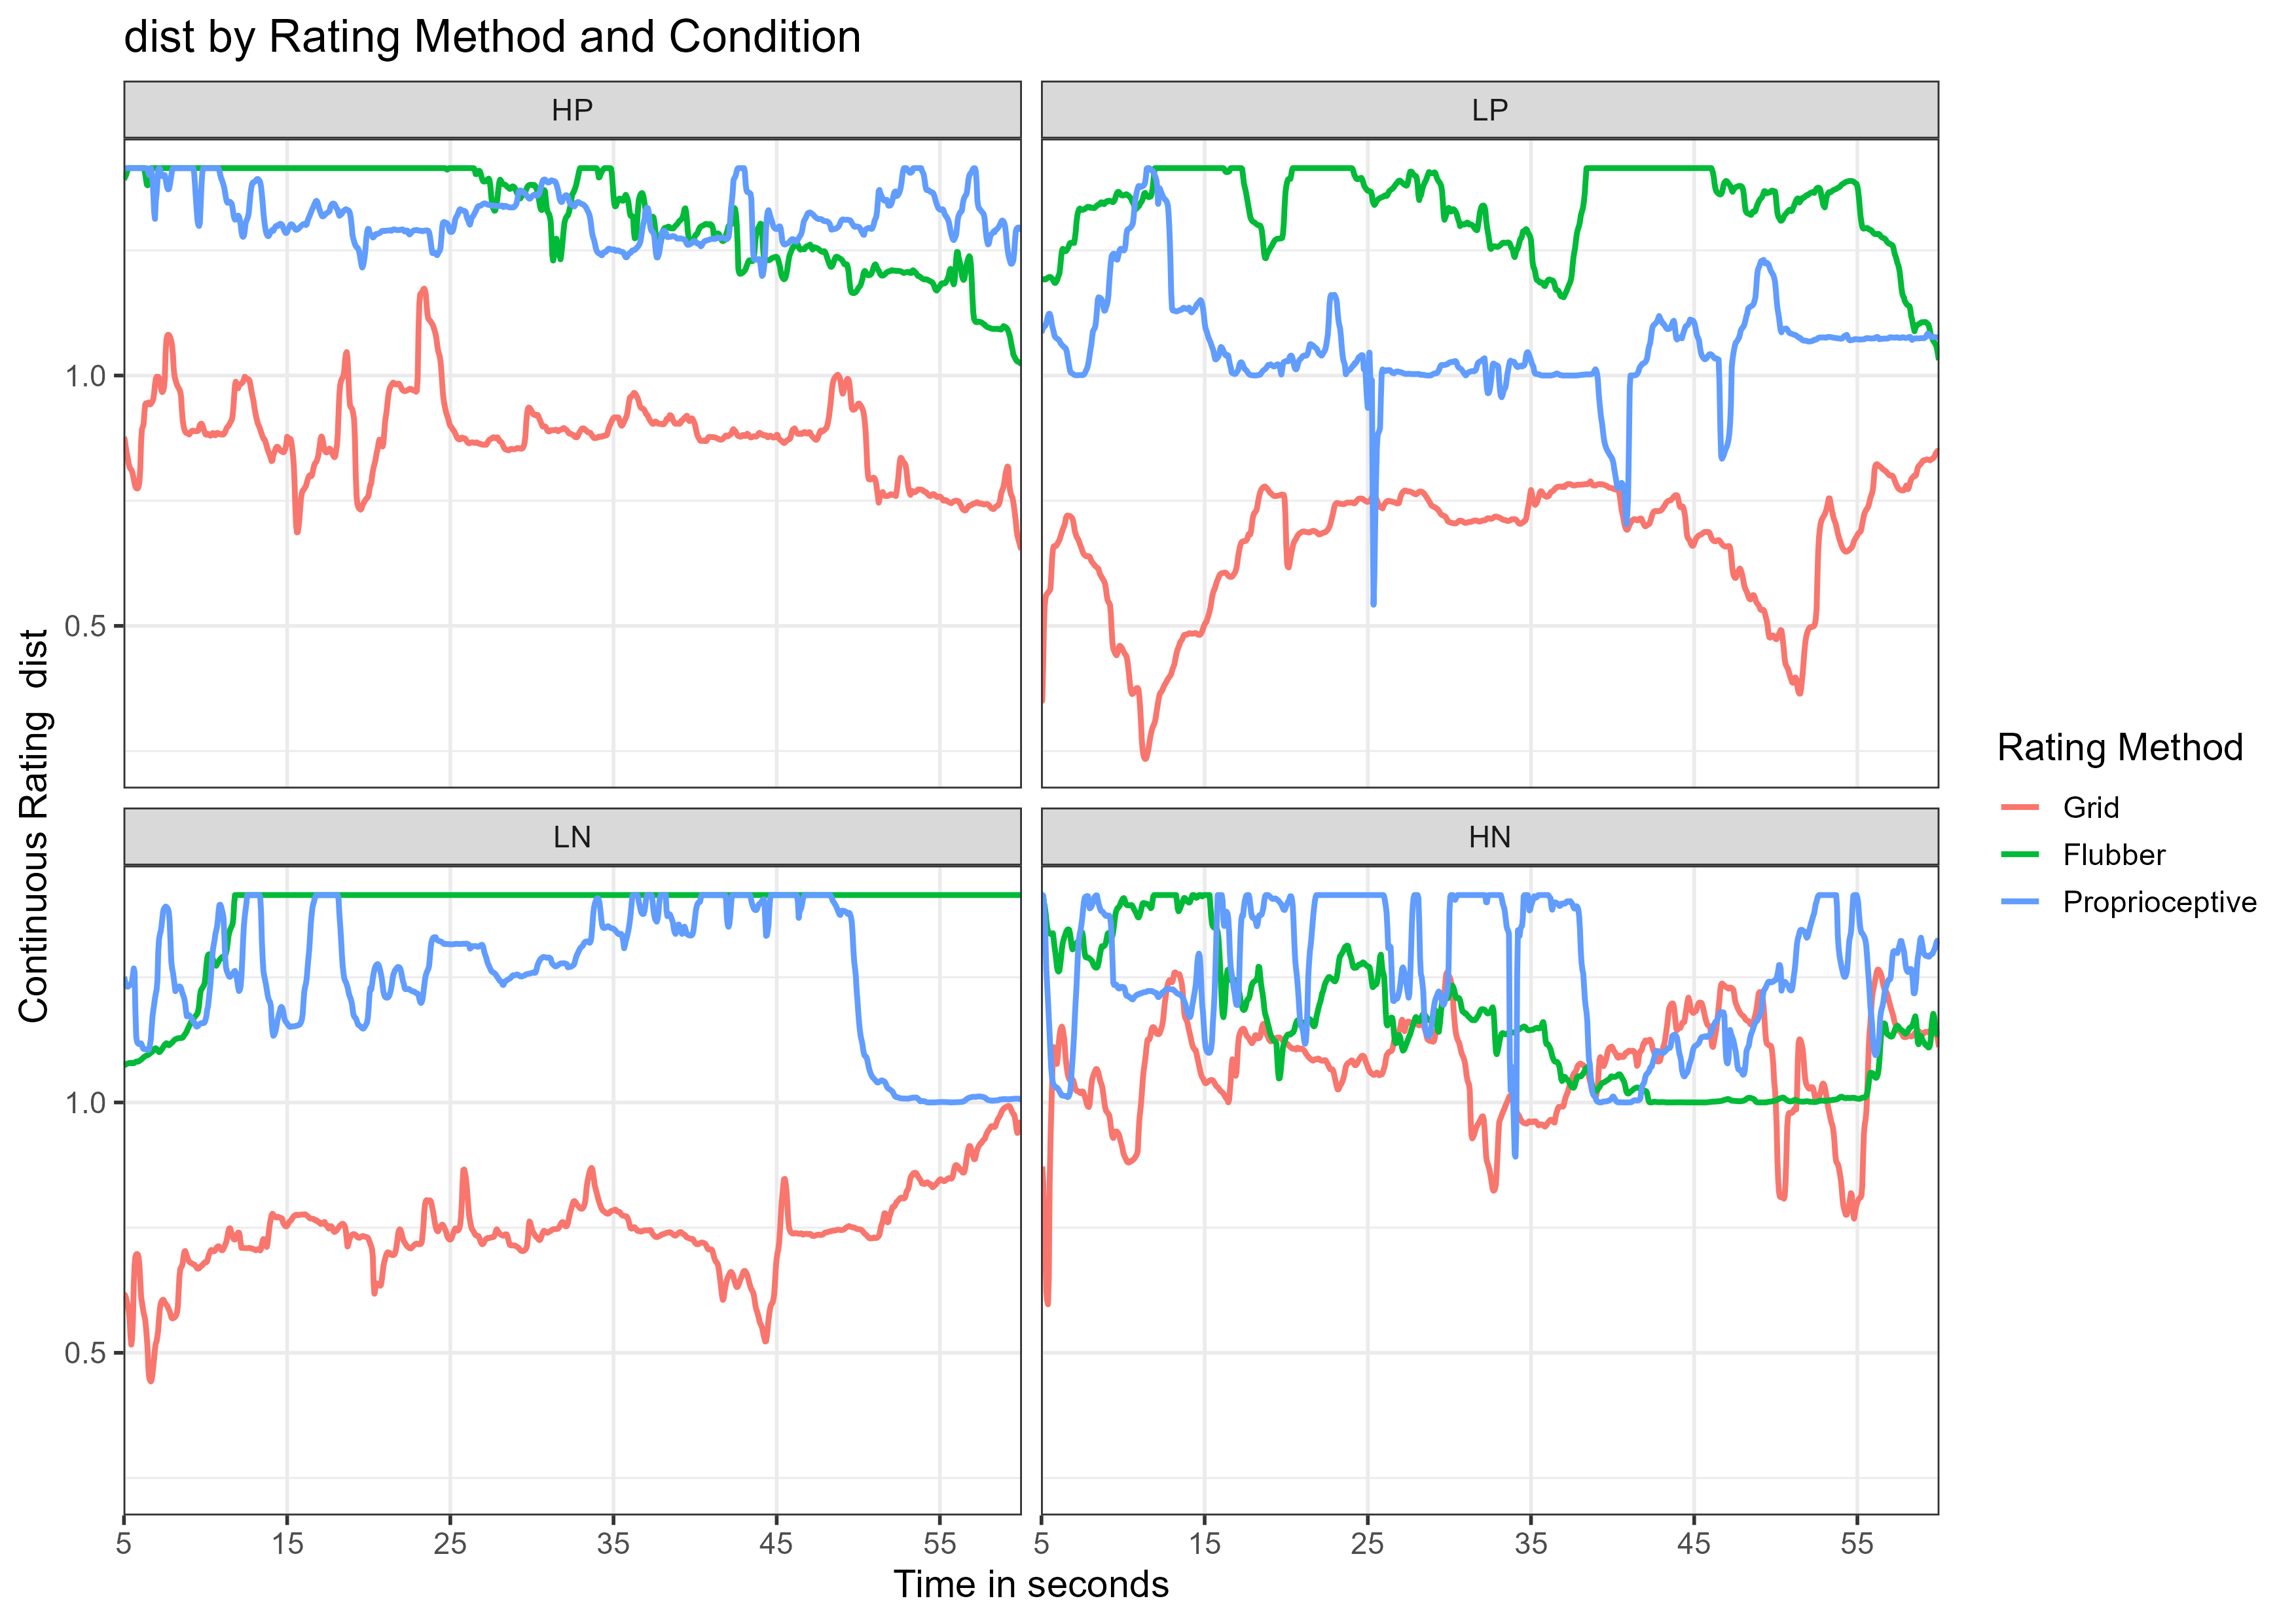 dist by Rating Method and Condition
HP
LP
1.0
0.5
LN
HN
1.0
0.5
5 15 25 35 45 55
5 15 25 35 45 55
Time in seconds
Continuous Rating  dist
Rating Method
Grid
Flubber
Proprioceptive